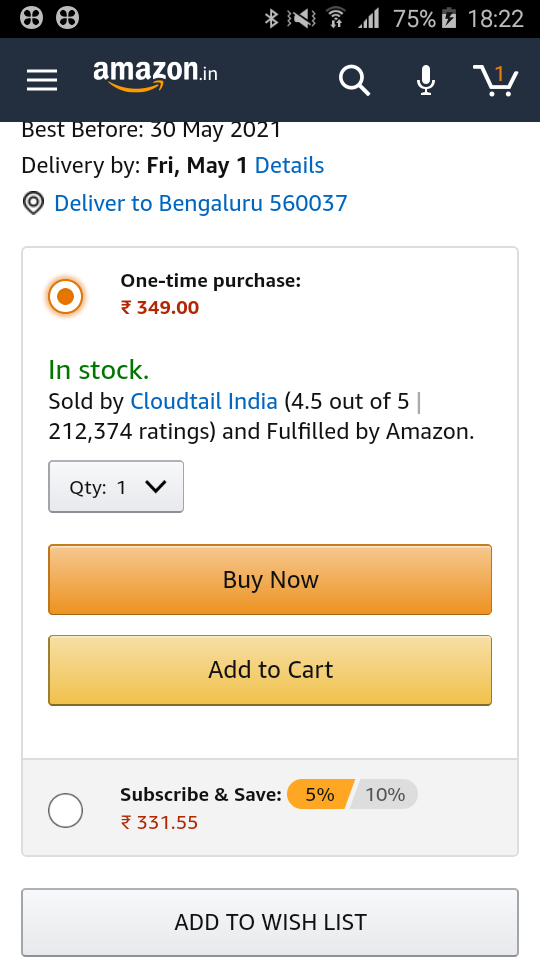 75% 18:22
amazon.in
1
Best Before: 30 May 2021
Delivery by: Fri, May 1 Details
Deliver to Bengaluru 560037
One-time purchase:
₹ 349.00
In stock.
Sold by Cloudtail India (4.5 out of 5 |
212,374 ratings) and Fulfilled by Amazon.
Qty: 1
Buy Now
Add to Cart
Subscribe & Save: 5% 10%
₹ 331.55
ADD TO WISH LIST